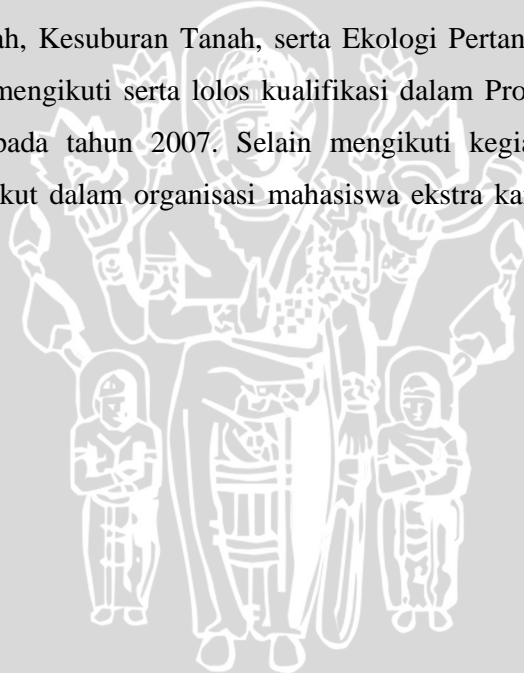 ah, Kesuburan Tanah, serta Ekologi Pertan
mengikuti serta lolos kualifikasi dalam Pro
pada tahun 2007. Selain mengikuti kegia
kut dalam organisasi mahasiswa ekstra ka